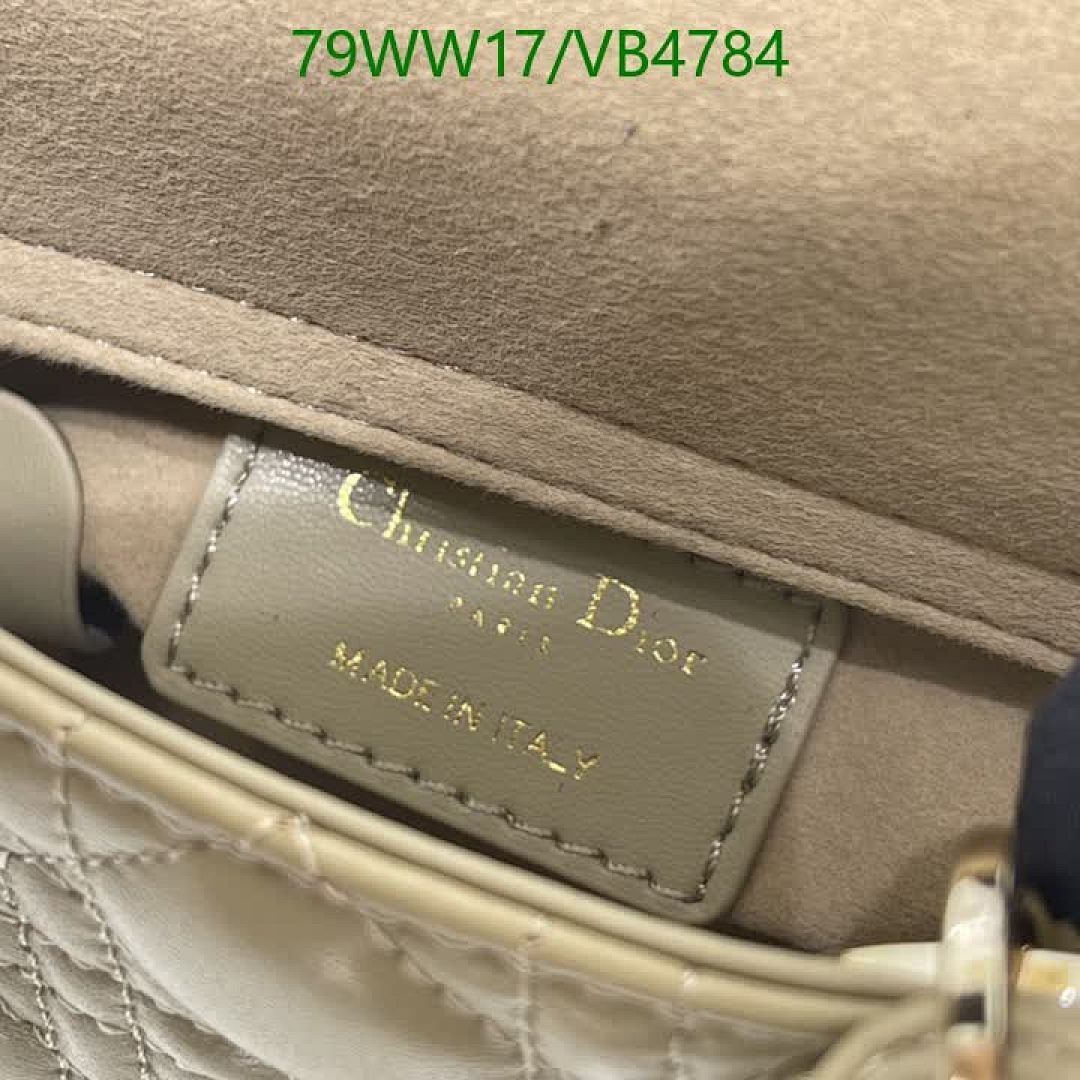 79WW17/VB4784
Christian Dior
PARIS
MADE IN ITALY